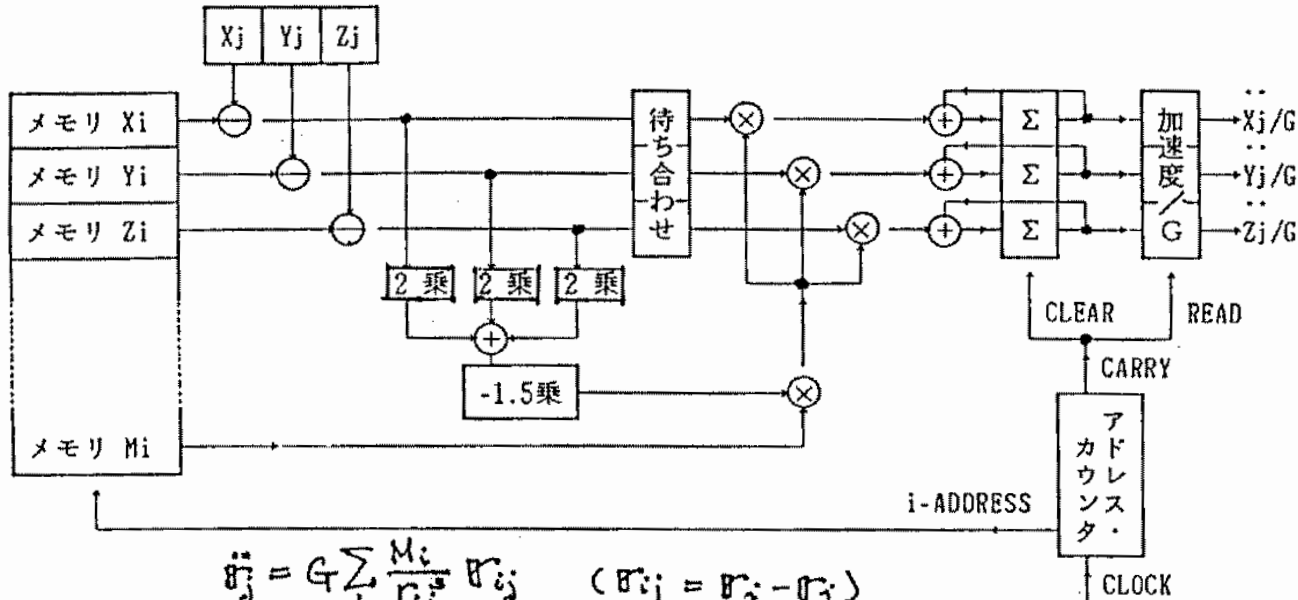 Xj Yj Zj
メモリ Xi
メモリ Yi
メモリ Zi
メモリ Mi
2乗 2乗 2乗
-1.5乗
待ち合わせ
Σ
Σ
Σ
加速度/G
Ẍj/G
Ÿj/G
Z̈j/G
CLEAR
READ
CARRY
アドレス・
カウンタ
i-ADDRESS
CLOCK
r̈j = G Σi Mi/rij³ rij (rij = ri - rj)